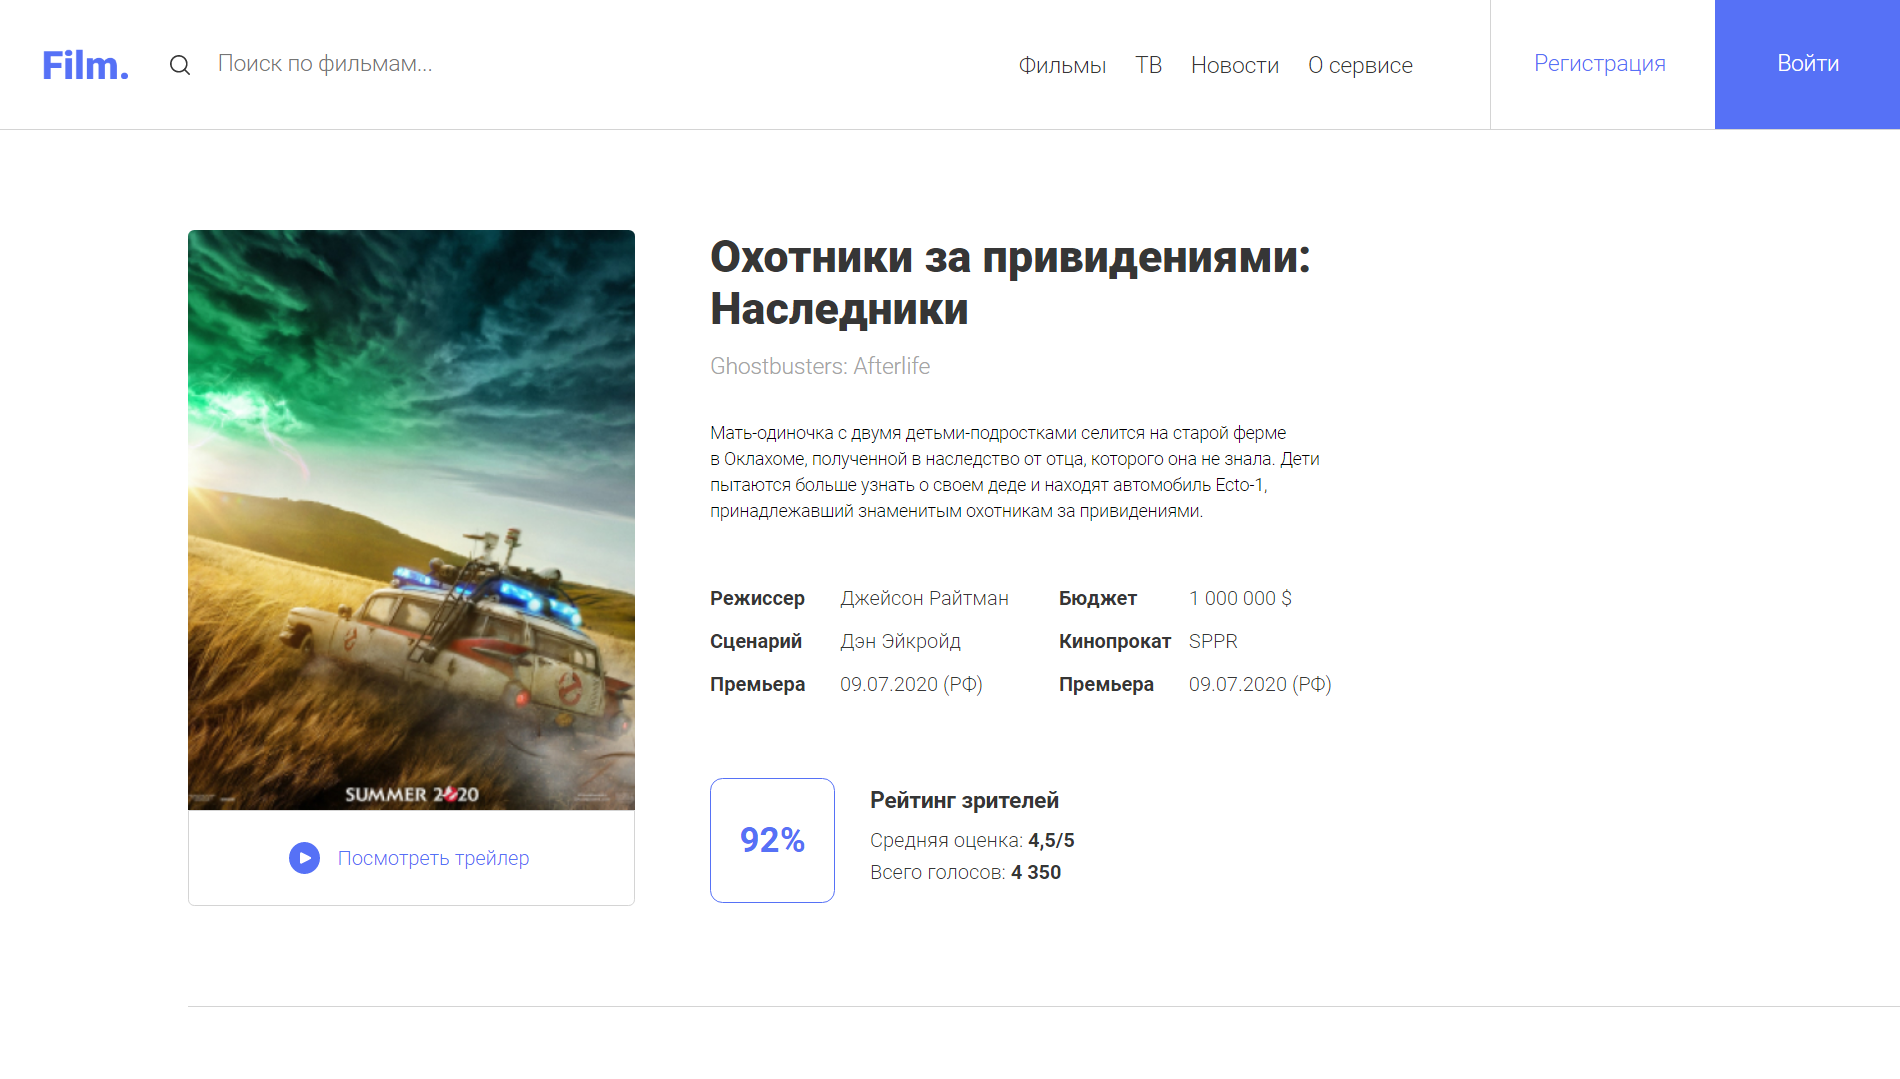 Film.
Поиск по фильмам...
Фильмы ТВ Новости О сервисе
Регистрация
Войти
Охотники за привидениями:
Наследники
Ghostbusters: Afterlife
Мать-одиночка с двумя детьми-подростками селится на старой ферме
в Оклахоме, полученной в наследство от отца, которого она не знала. Дети
пытаются больше узнать о своем деде и находят автомобиль Ecto-1,
принадлежавший знаменитым охотникам за привидениями.
Режиссер Джейсон Райтман Бюджет 1 000 000 $
Сценарий Дэн Эйкройд Кинопрокат SPPR
Премьера 09.07.2020 (РФ) Премьера 09.07.2020 (РФ)
SUMMER 2020
Посмотреть трейлер
92%
Рейтинг зрителей
Средняя оценка: 4,5/5
Всего голосов: 4 350